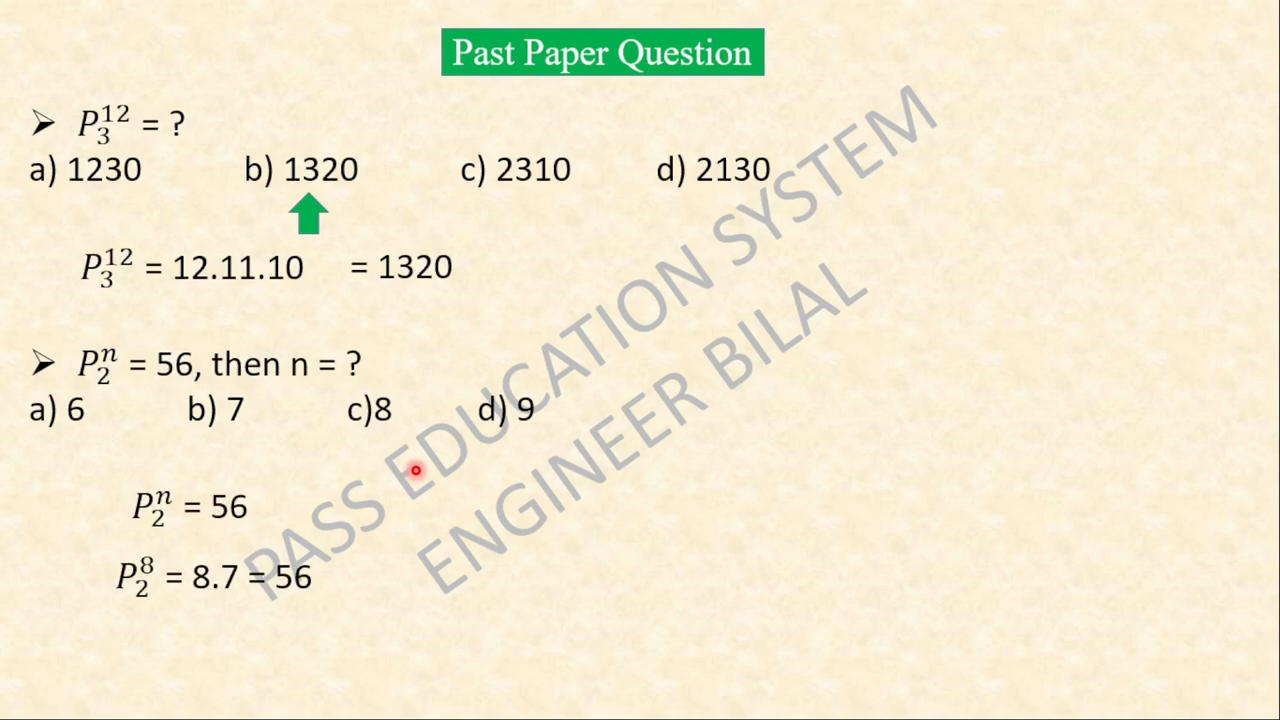 Past Paper Question
➢ P₃¹² = ?
a) 1230 b) 1320 c) 2310 d) 2130
P₃¹² = 12.11.10 = 1320
➢ P₂ⁿ = 56, then n = ?
a) 6 b) 7 c)8 d) 9
P₂ⁿ = 56
P₂⁸ = 8.7 = 56
PASS EDUCATION SYSTEM
ENGINEER BILAL